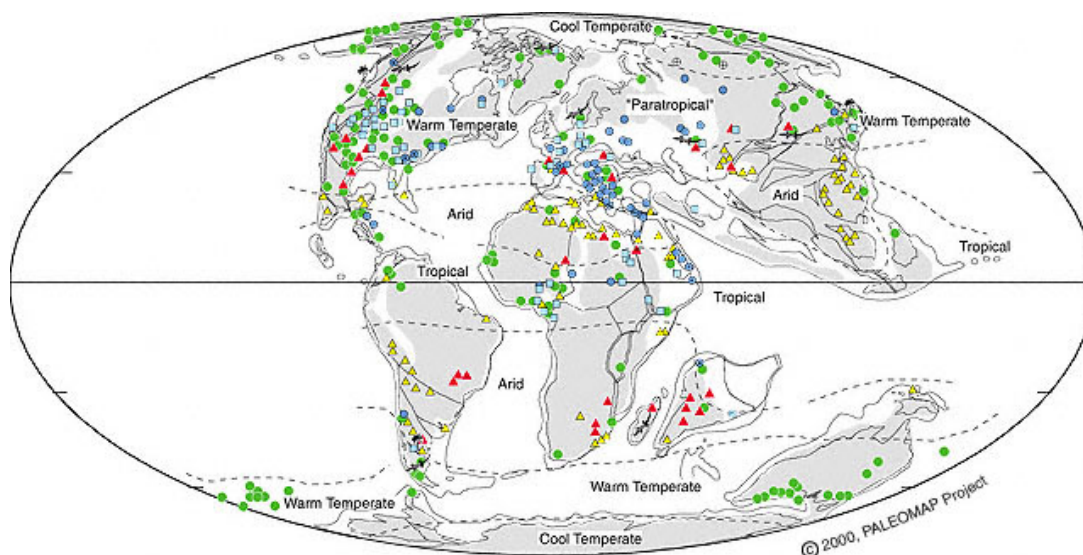 Cool Temperate
"Paratropical"
Warm Temperate
Warm Temperate
Arid
Arid
Tropical
Tropical
Tropical
Arid
Warm Temperate
Warm Temperate
Cool Temperate
© 2000, PALEOMAP Project